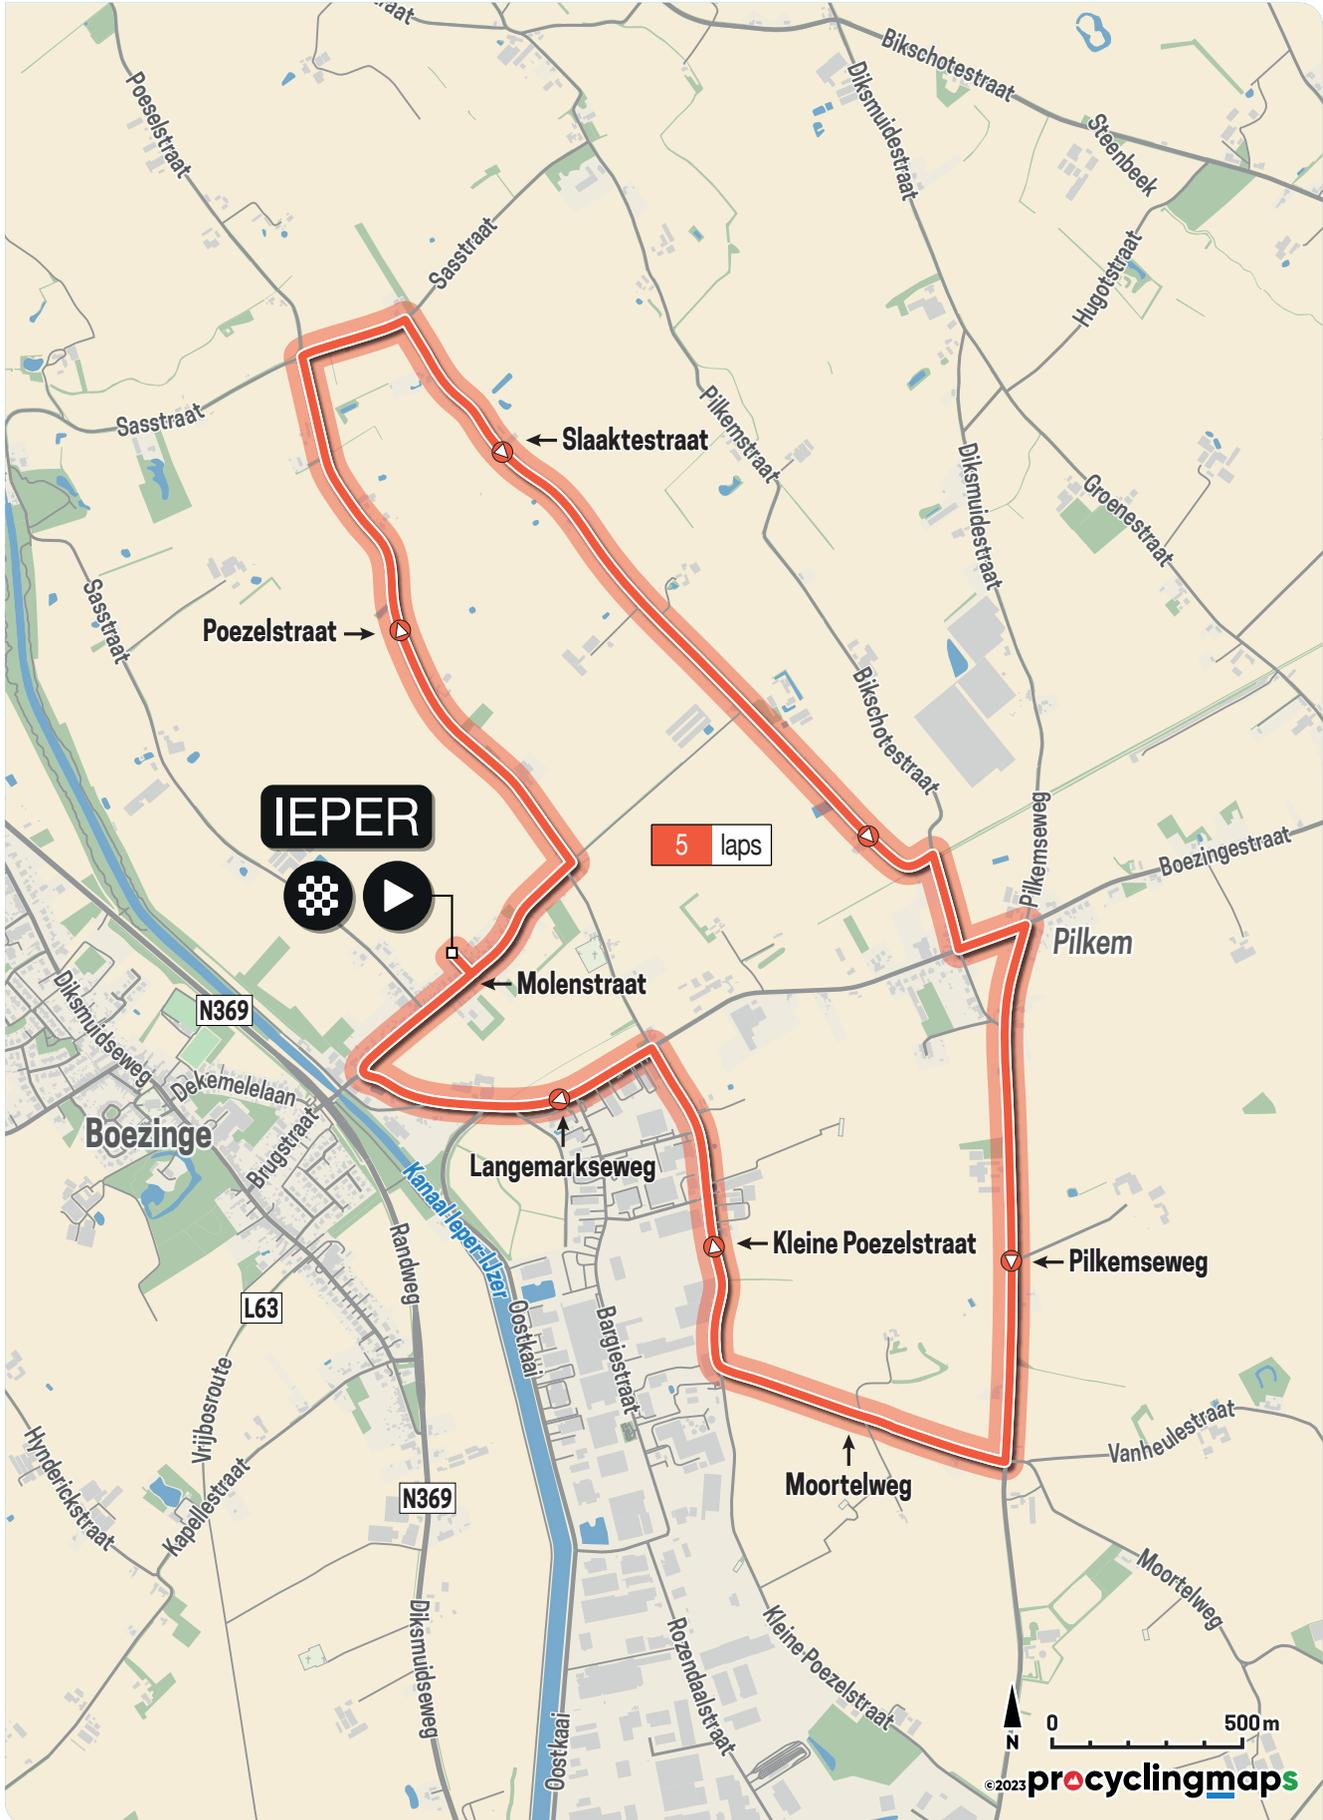 Poeselstraat
Bikschotestraat
Diksmuidestraat
Steenbeek
Sasstraat
Hugotstraat
Sasstraat
Slaaktestraat
Pilkemstraat
Diksmuidestraat
Groenestraat
Sasstraat
Poezelstraat
Bikschotestraat
IEPER
5 laps
Pilkemseweg
Boezingestraat
Pilkem
Molenstraat
N369
Diksmuidseweg
Dekemelelaan
Boezinge
Brugstraat
Langemarkseweg
Kanaal Ieper-IJzer
Randweg
Kleine Poezelstraat
Pilkemseweg
L63
Oostkaai
Bargiestraat
Vrijbosroute
Vanheulestraat
Hynderickstraat
Kapellestraat
Moortelweg
N369
Moortelweg
Diksmuidseweg
Rozendaalstraat
Kleine Poezelstraat
Oostkaai
N
0 500m
©2023 procyclingmaps